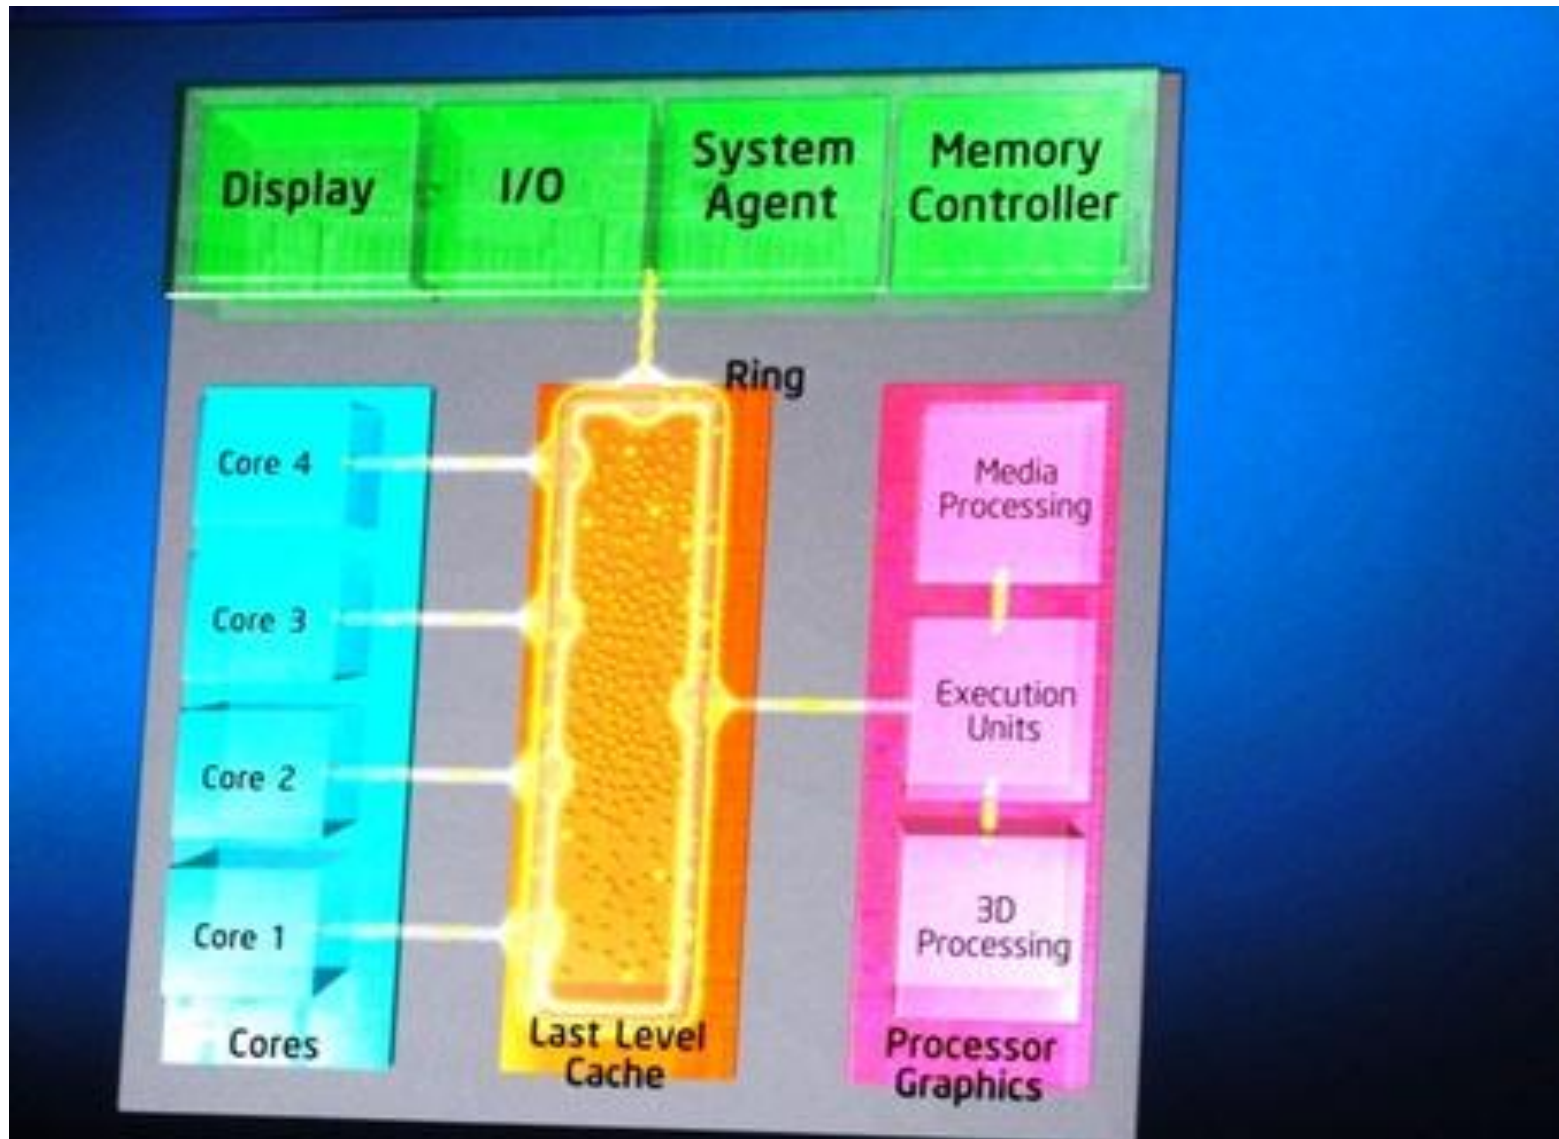 Display
I/O
System
Agent
Memory
Controller
Ring
Core 4
Core 3
Core 2
Core 1
Cores
Last Level
Cache
Media
Processing
Execution
Units
3D
Processing
Processor
Graphics